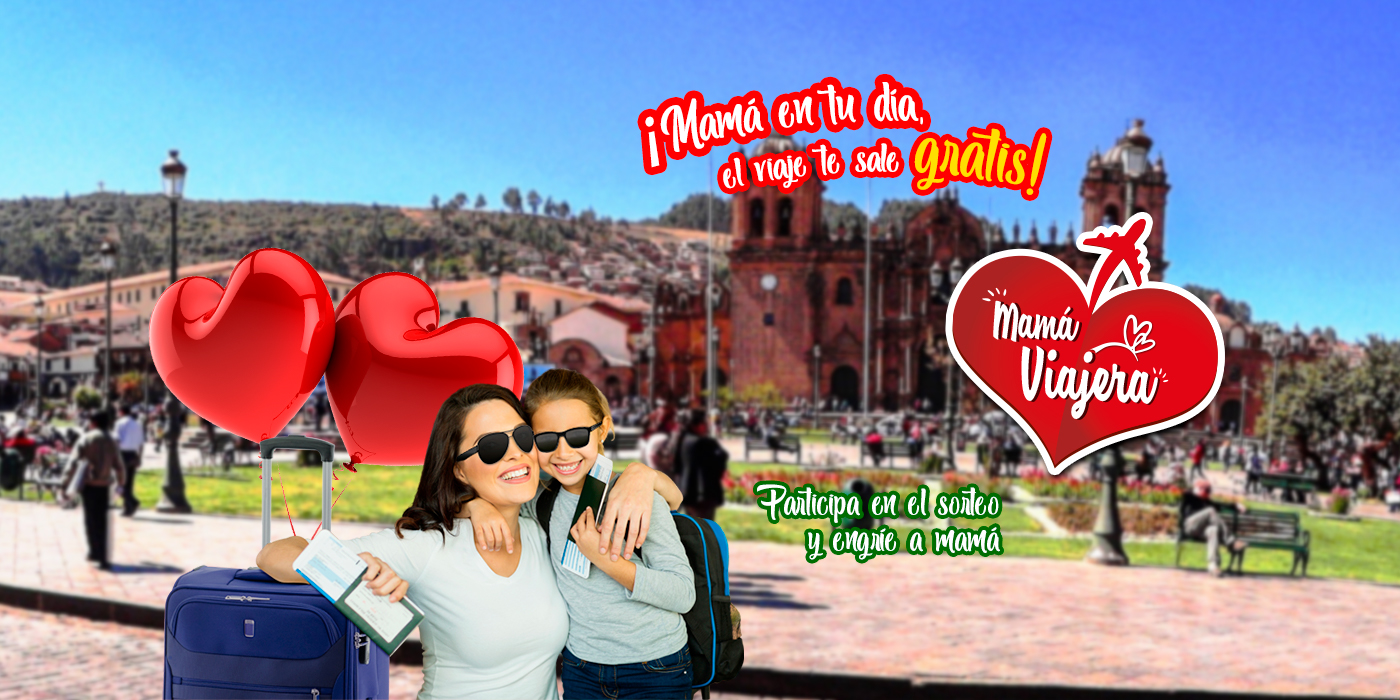 ¡Mamá en tu día,
el viaje te sale gratis!
Mamá
Viajera
Participa en el sorteo
y engríe a mamá